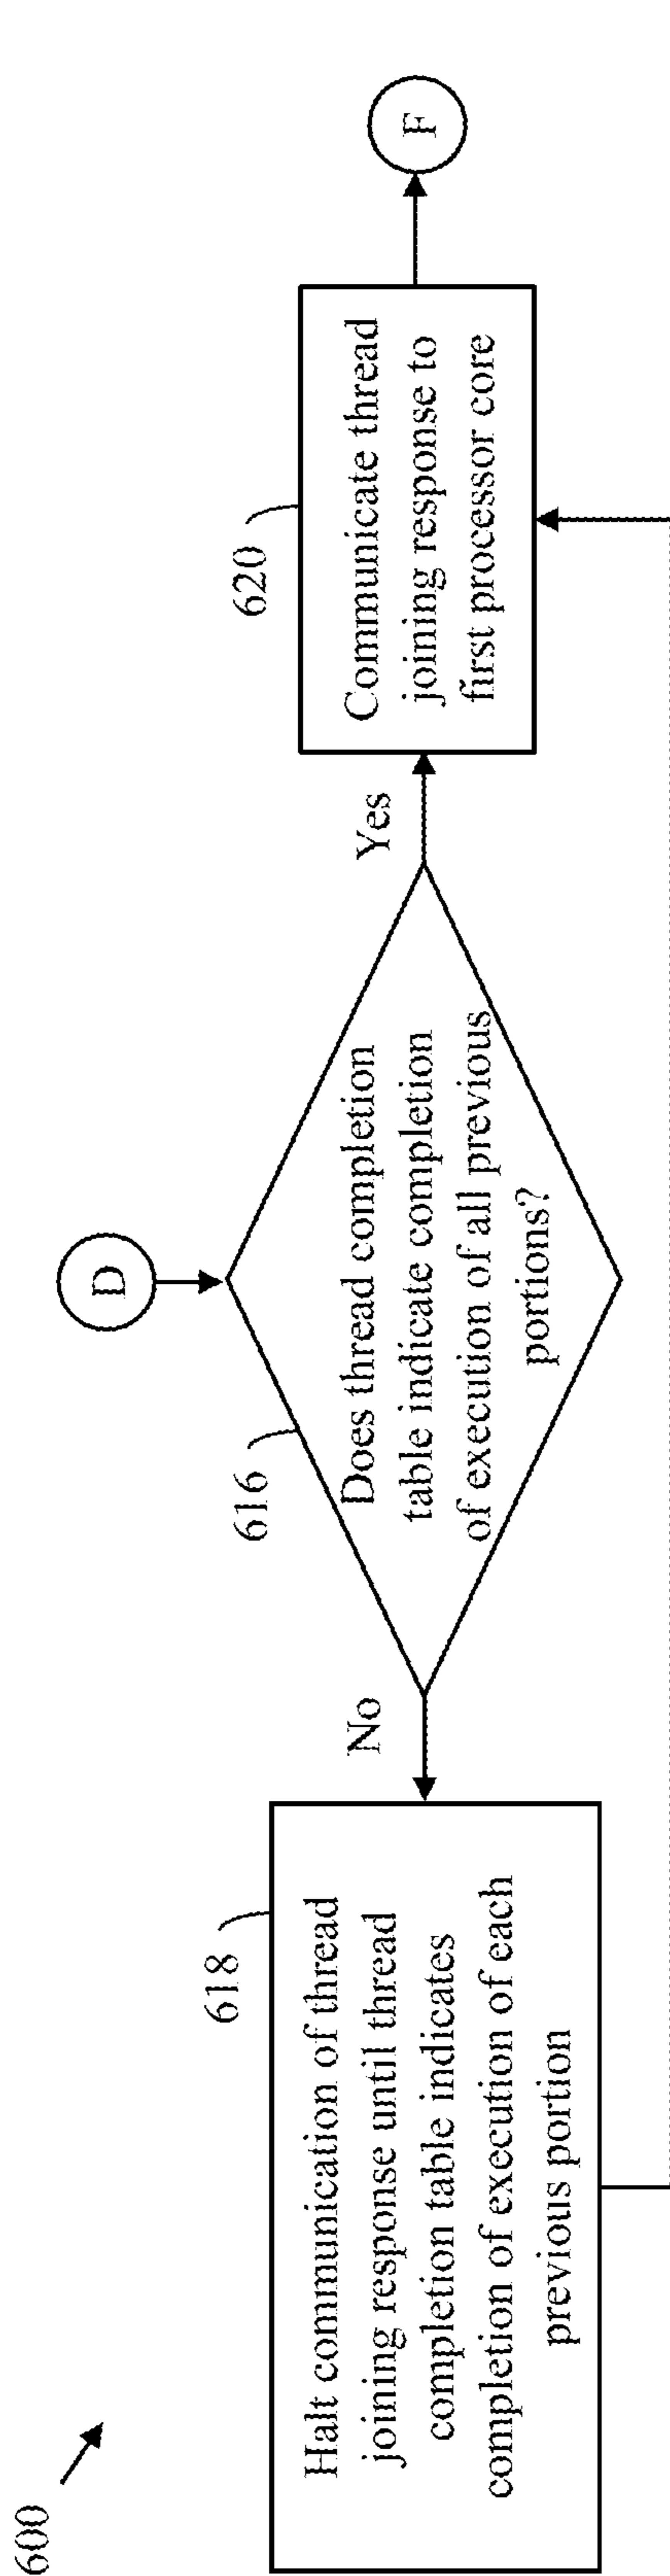 600
D
616
Does thread completion
table indicate completion
of execution of all previous
portions?
No
Yes
618
Halt communication of thread
joining response until thread
completion table indicates
completion of execution of each
previous portion
620
Communicate thread
joining response to
first processor core
F